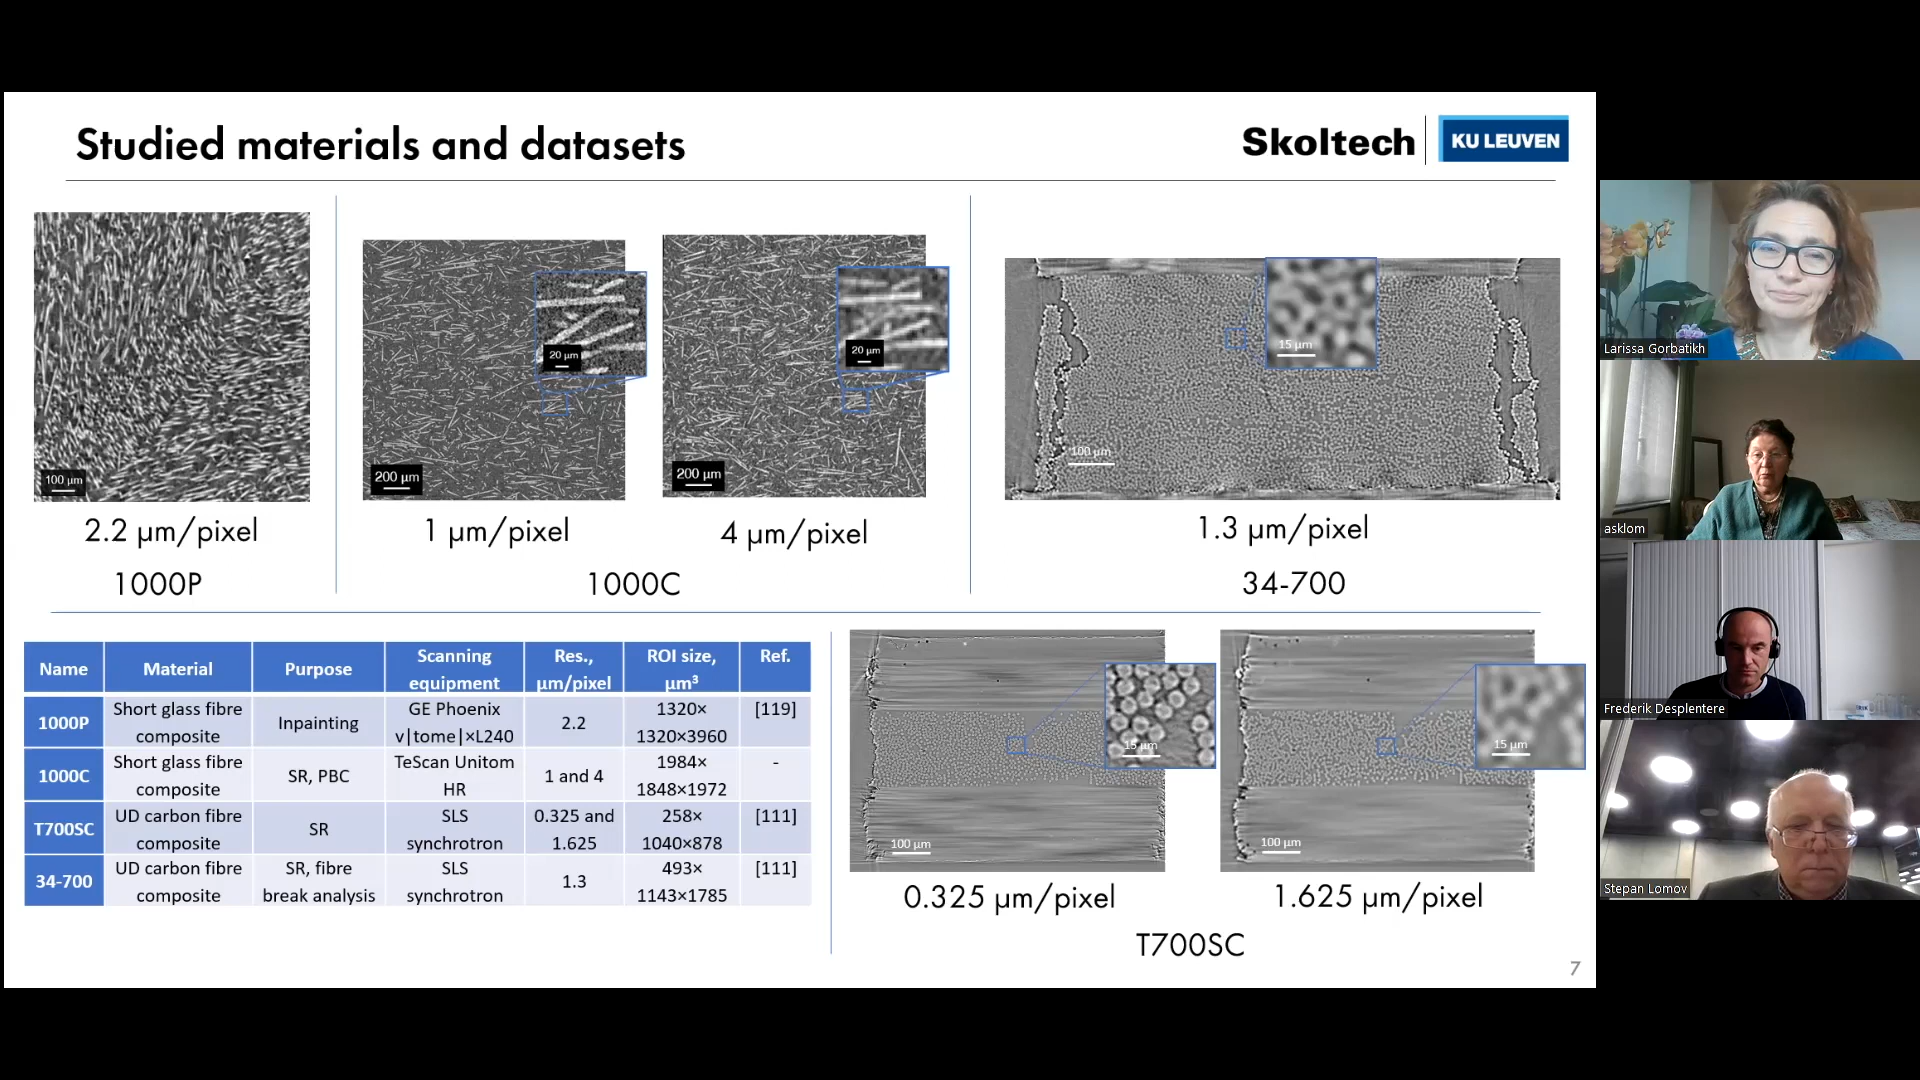 Studied materials and datasets
Skoltech
KU LEUVEN
100 µm
2.2 µm/pixel
1000P
200 µm
20 µm
1 µm/pixel
200 µm
20 µm
4 µm/pixel
1000C
100 µm
15 µm
1.3 µm/pixel
34-700
Name Material Purpose Scanning equipment Res., µm/pixel ROI size, µm³ Ref.
1000P Short glass fibre composite Inpainting GE Phoenix v|tome|×L240 2.2 1320× 1320×3960 [119]
1000C Short glass fibre composite SR, PBC TeScan Unitom HR 1 and 4 1984× 1848×1972 -
T700SC UD carbon fibre composite SR SLS synchrotron 0.325 and 1.625 258× 1040×878 [111]
34-700 UD carbon fibre composite SR, fibre break analysis SLS synchrotron 1.3 493× 1143×1785 [111]
100 µm
15 µm
0.325 µm/pixel
100 µm
15 µm
1.625 µm/pixel
T700SC
7
Larissa Gorbatikh
asklom
Frederik Desplentere
Stepan Lomov